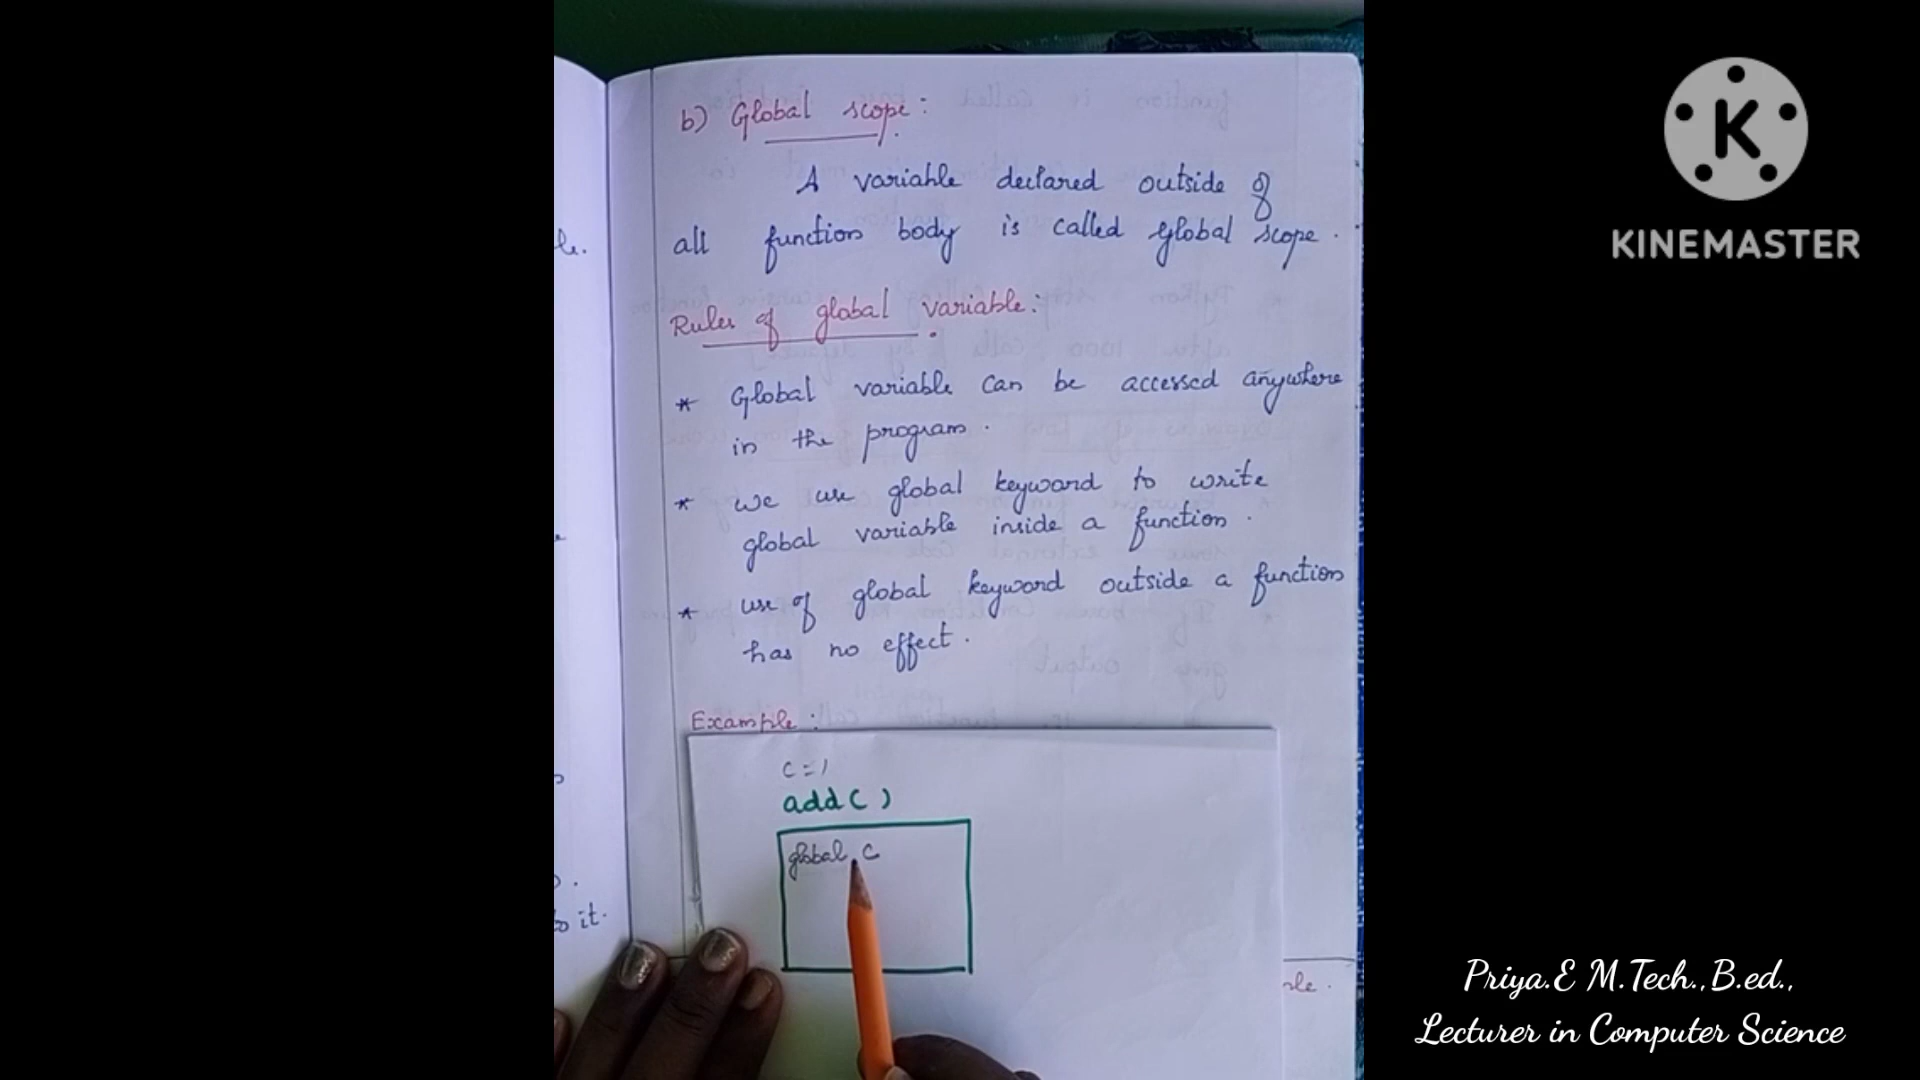 b) Global scope:
A variable declared outside of
all function body is called global scope.
Rules of global variable:
* Global variable can be accessed anywhere
in the program.
* we use global keyword to write
global variable inside a function.
* use of global keyword outside a function
has no effect.
Example:
c=1
add( )
global c
le.
o it.
KINEMASTER
Priya.E M.Tech.,B.ed.,
Lecturer in Computer Science